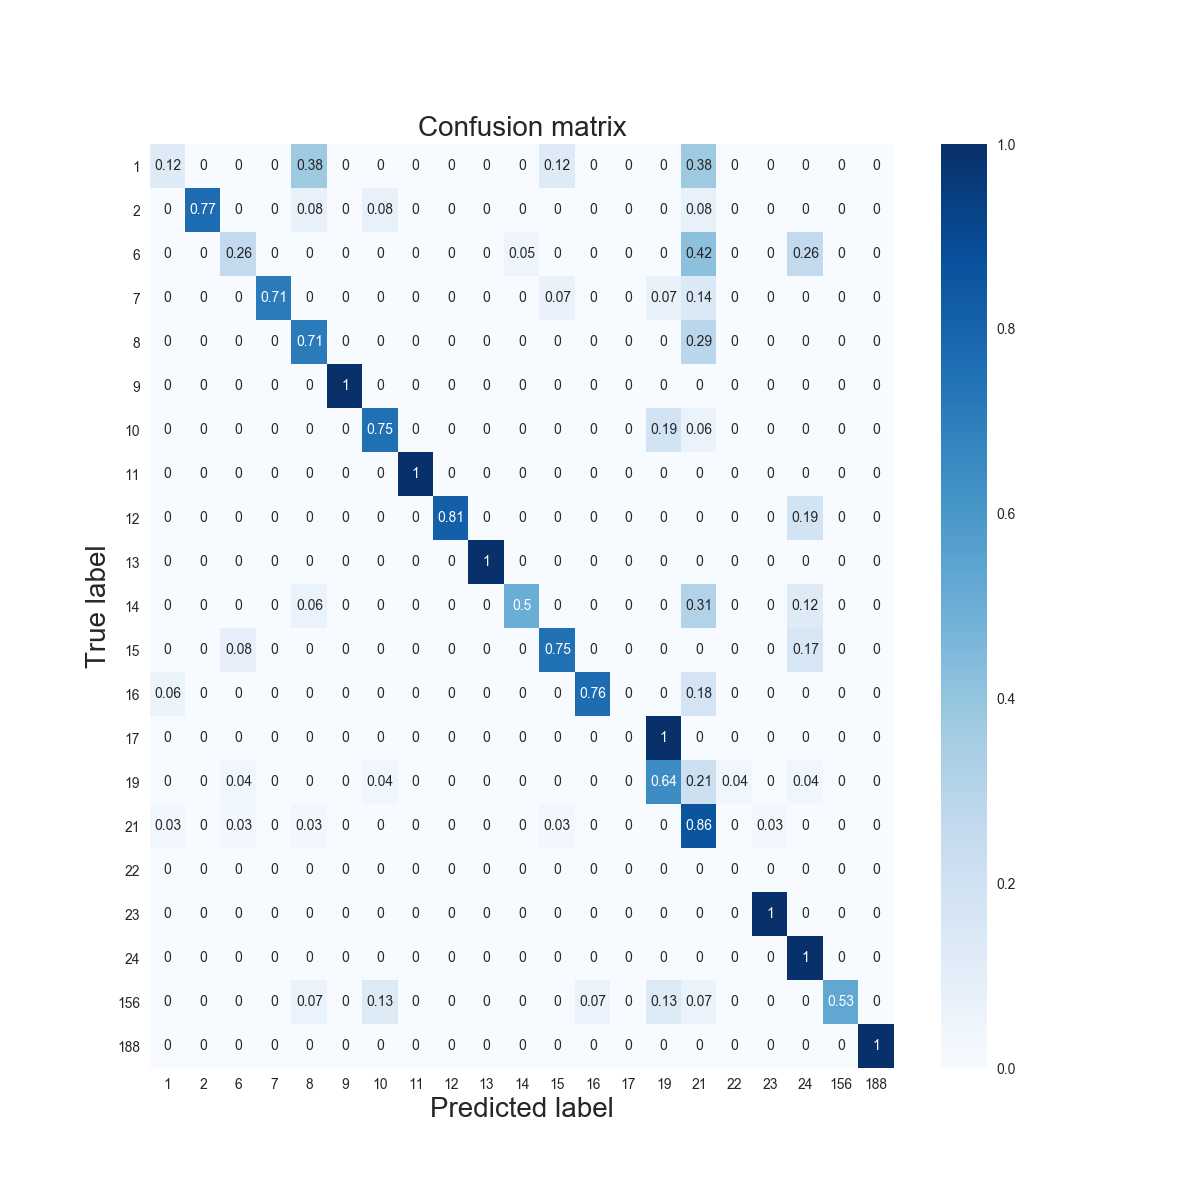 Confusion matrix
1 0.12 0 0 0 0.38 0 0 0 0 0 0 0.12 0 0 0 0.38 0 0 0 0 0 1.0
2 0 0.77 0 0 0.08 0 0.08 0 0 0 0 0 0 0 0 0.08 0 0 0 0 0
6 0 0 0.26 0 0 0 0 0 0 0 0.05 0 0 0 0 0.42 0 0 0.26 0 0
7 0 0 0 0.71 0 0 0 0 0 0 0 0.07 0 0 0.07 0.14 0 0 0 0 0
8 0 0 0 0 0.71 0 0 0 0 0 0 0 0 0 0 0.29 0 0 0 0 0 0.8
9 0 0 0 0 0 1 0 0 0 0 0 0 0 0 0 0 0 0 0 0 0
10 0 0 0 0 0 0 0.75 0 0 0 0 0 0 0 0.19 0.06 0 0 0 0 0
11 0 0 0 0 0 0 0 1 0 0 0 0 0 0 0 0 0 0 0 0 0
12 0 0 0 0 0 0 0 0 0.81 0 0 0 0 0 0 0 0 0 0.19 0 0 0.6
13 0 0 0 0 0 0 0 0 0 1 0 0 0 0 0 0 0 0 0 0 0
True label
14 0 0 0 0 0.06 0 0 0 0 0 0.5 0 0 0 0 0.31 0 0 0.12 0 0
15 0 0 0.08 0 0 0 0 0 0 0 0 0.75 0 0 0 0 0 0 0.17 0 0
16 0.06 0 0 0 0 0 0 0 0 0 0 0 0.76 0 0 0.18 0 0 0 0 0 0.4
17 0 0 0 0 0 0 0 0 0 0 0 0 0 0 1 0 0 0 0 0 0
19 0 0 0.04 0 0 0 0.04 0 0 0 0 0 0 0 0.64 0.21 0.04 0 0.04 0 0
21 0.03 0 0.03 0 0.03 0 0 0 0 0 0 0.03 0 0 0 0.86 0 0.03 0 0 0
22 0 0 0 0 0 0 0 0 0 0 0 0 0 0 0 0 0 0 0 0 0 0.2
23 0 0 0 0 0 0 0 0 0 0 0 0 0 0 0 0 0 1 0 0 0
24 0 0 0 0 0 0 0 0 0 0 0 0 0 0 0 0 0 0 1 0 0
156 0 0 0 0 0.07 0 0.13 0 0 0 0 0 0.07 0 0.13 0.07 0 0 0 0.53 0
188 0 0 0 0 0 0 0 0 0 0 0 0 0 0 0 0 0 0 0 0 1 0.0
1 2 6 7 8 9 10 11 12 13 14 15 16 17 19 21 22 23 24 156 188
Predicted label